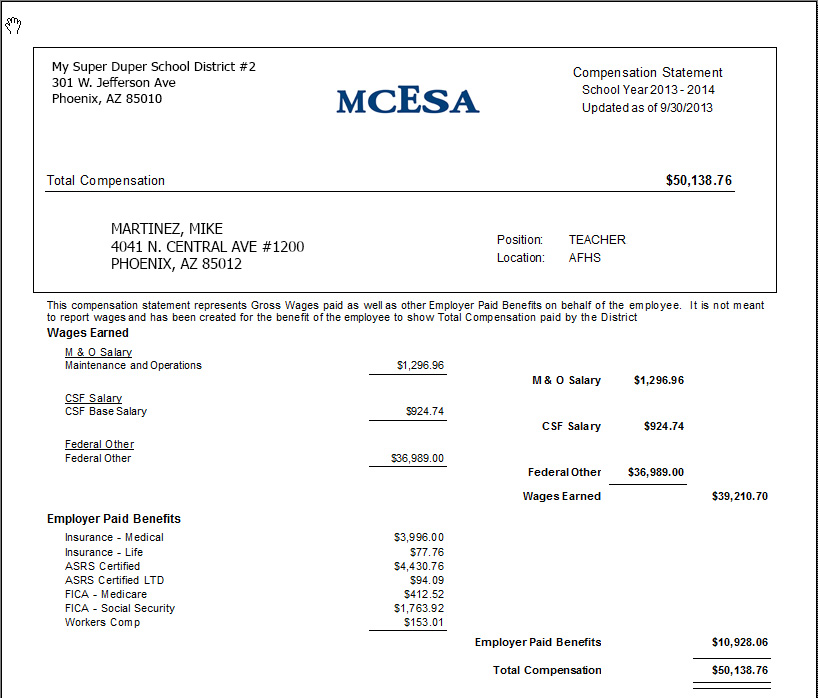 My Super Duper School District #2
301 W. Jefferson Ave
Phoenix, AZ 85010
MCESA
Compensation Statement
School Year 2013 - 2014
Updated as of 9/30/2013
Total Compensation $50,138.76
MARTINEZ, MIKE
4041 N. CENTRAL AVE #1200
PHOENIX, AZ 85012
Position: TEACHER
Location: AFHS
This compensation statement represents Gross Wages paid as well as other Employer Paid Benefits on behalf of the employee. It is not meant
to report wages and has been created for the benefit of the employee to show Total Compensation paid by the District
Wages Earned
M & O Salary
Maintenance and Operations $1,296.96
M & O Salary $1,296.96
CSF Salary
CSF Base Salary $924.74
CSF Salary $924.74
Federal Other
Federal Other $36,989.00
Federal Other $36,989.00
Wages Earned $39,210.70
Employer Paid Benefits
Insurance - Medical $3,996.00
Insurance - Life $77.76
ASRS Certified $4,430.76
ASRS Certified LTD $94.09
FICA - Medicare $412.52
FICA - Social Security $1,763.92
Workers Comp $153.01
Employer Paid Benefits $10,928.06
Total Compensation $50,138.76